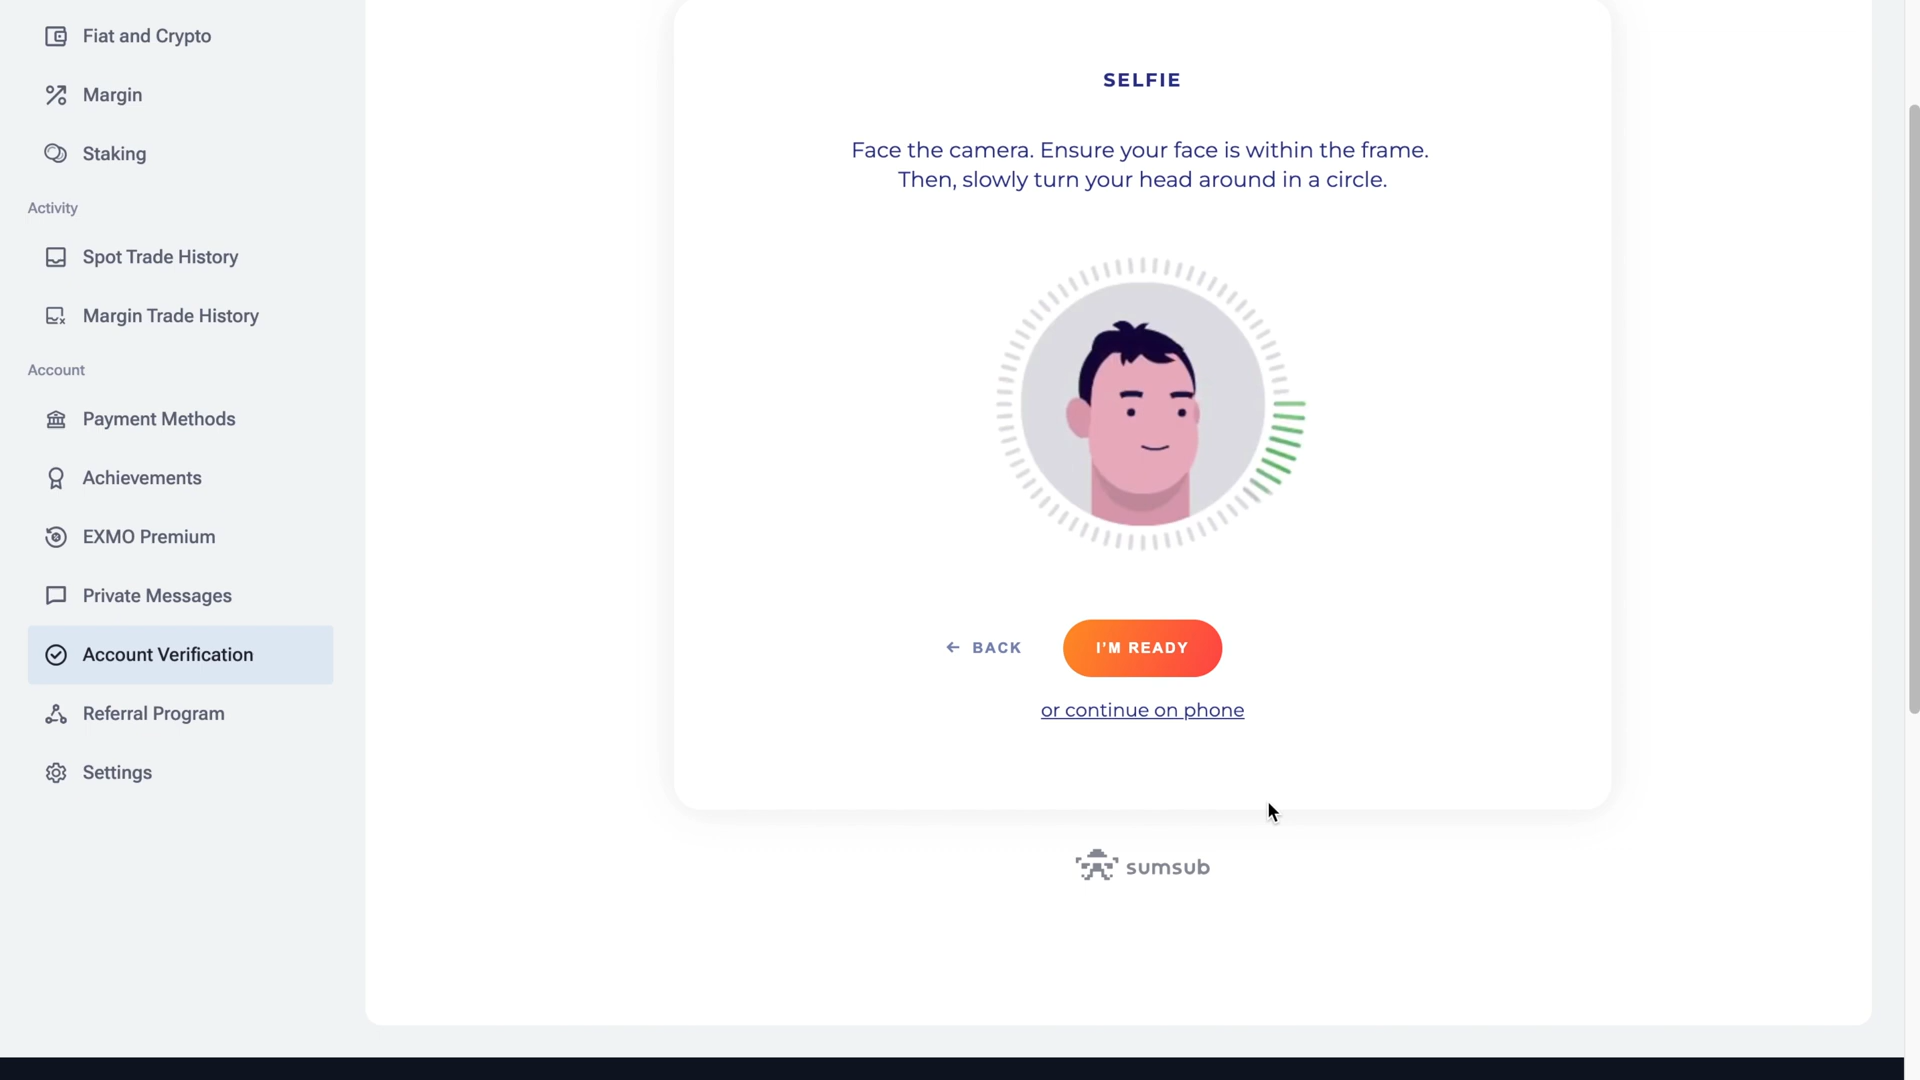 Fiat and Crypto
Margin
Staking
Activity
Spot Trade History
Margin Trade History
Account
Payment Methods
Achievements
EXMO Premium
Private Messages
Account Verification
Referral Program
Settings
SELFIE
Face the camera. Ensure your face is within the frame.
Then, slowly turn your head around in a circle.
BACK
I'M READY
or continue on phone
sumsub